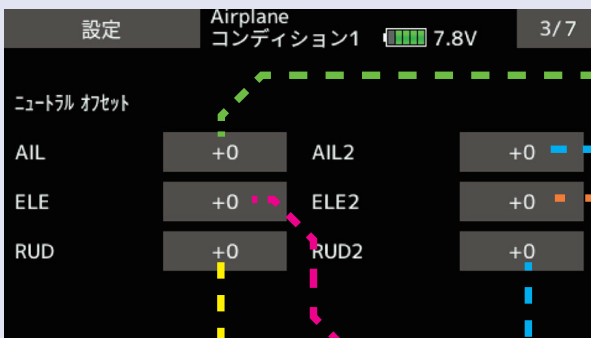 設定
Airplane
コンディション1
7.8V
3/7
ﾆｭｰﾄﾗﾙ ｵﾌｾｯﾄ
AIL +0 AIL2 +0
ELE +0 ELE2 +0
RUD +0 RUD2 +0